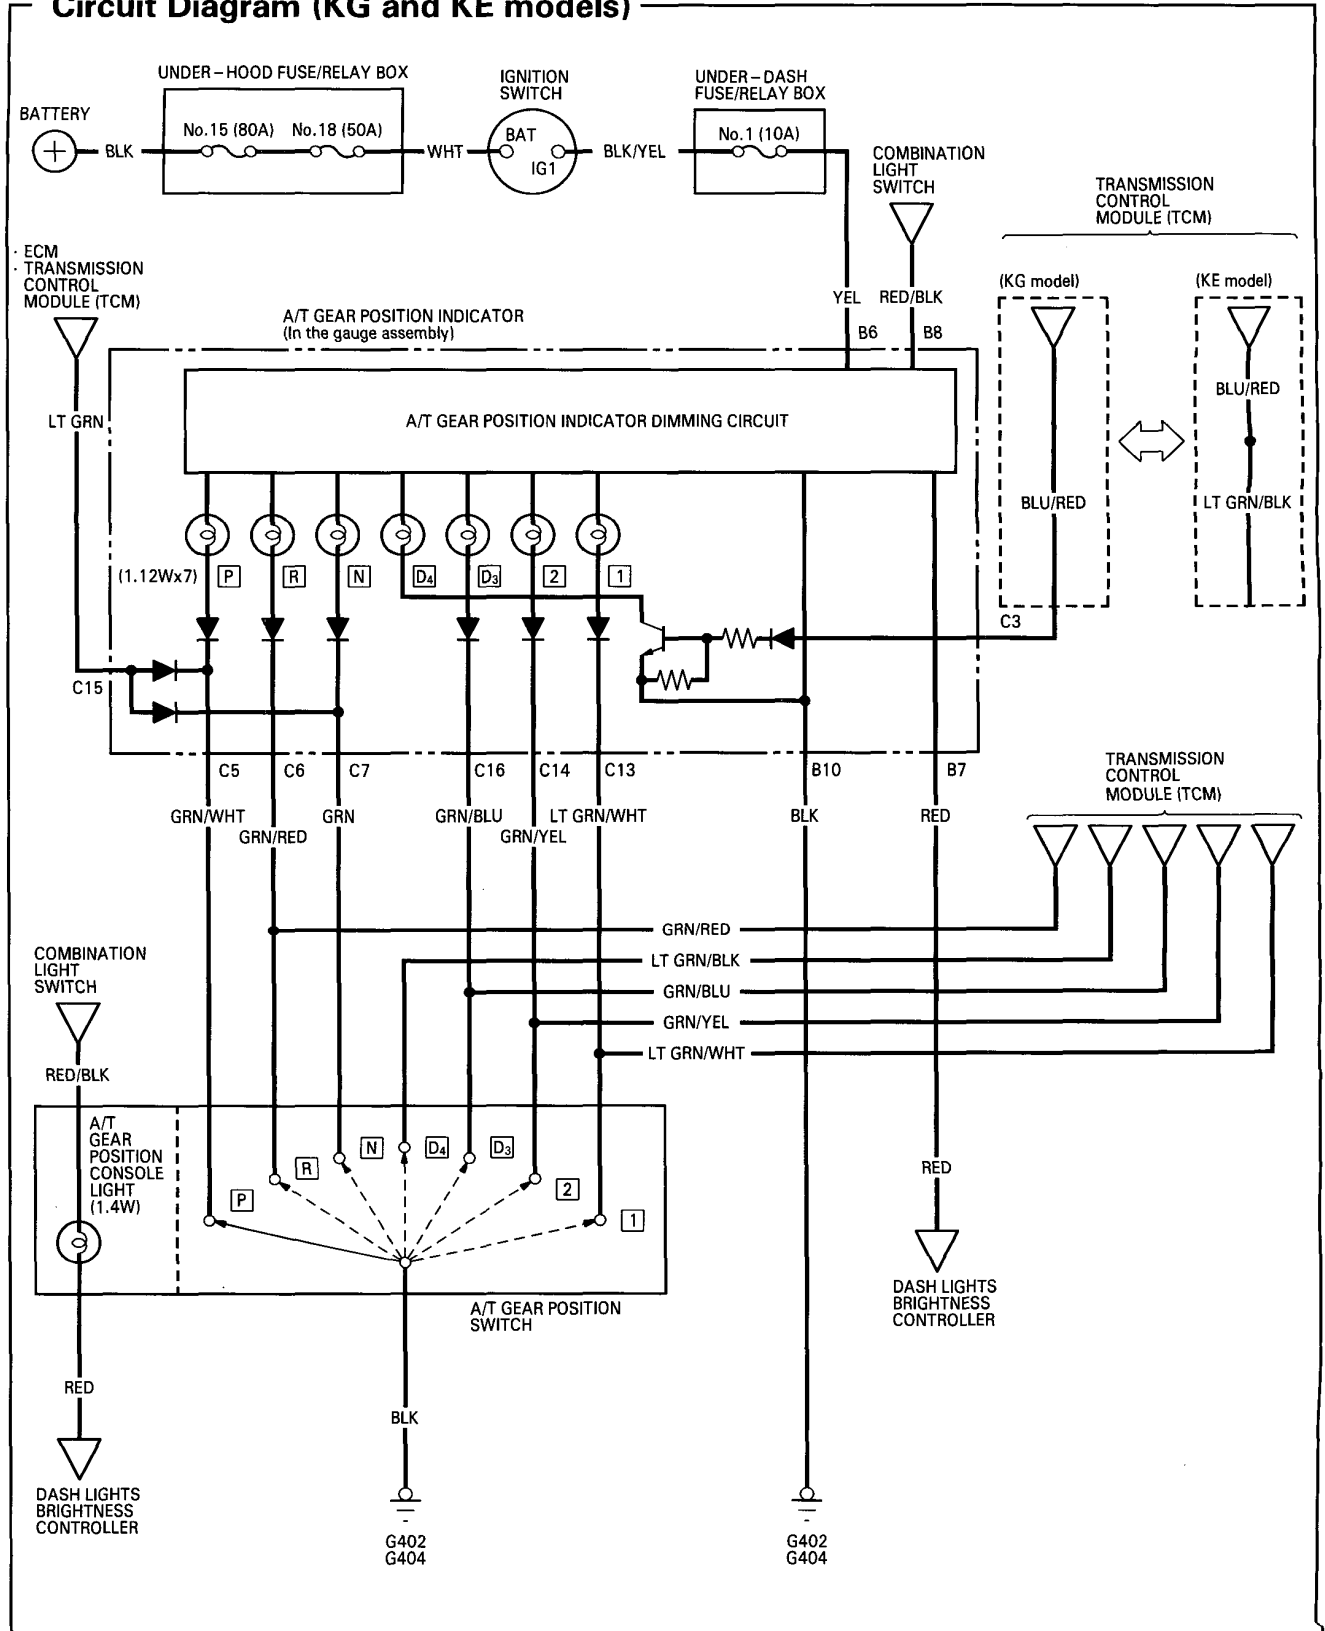 Circuit Diagram (KG and KE models)
UNDER-HOOD FUSE/RELAY BOX
IGNITION
SWITCH
UNDER-DASH
FUSE/RELAY BOX
BATTERY
No.15 (80A) No.18 (50A)
BAT
IG1
No.1 (10A)
BLK
WHT
BLK/YEL
COMBINATION
LIGHT
SWITCH
TRANSMISSION
CONTROL
MODULE (TCM)
· ECM
· TRANSMISSION
CONTROL
MODULE (TCM)
(KG model)
(KE model)
YEL
RED/BLK
A/T GEAR POSITION INDICATOR
(In the gauge assembly)
B6
B8
BLU/RED
LT GRN
A/T GEAR POSITION INDICATOR DIMMING CIRCUIT
BLU/RED
LT GRN/BLK
(1.12Wx7)
P
R
N
D4
D3
2
1
C3
C15
C5
C6
C7
C16
C14
C13
B10
B7
TRANSMISSION
CONTROL
MODULE (TCM)
GRN/WHT
GRN
GRN/BLU
LT GRN/WHT
BLK
RED
GRN/RED
GRN/YEL
GRN/RED
LT GRN/BLK
GRN/BLU
GRN/YEL
LT GRN/WHT
COMBINATION
LIGHT
SWITCH
RED/BLK
A/T
GEAR
POSITION
CONSOLE
LIGHT
(1.4W)
P
R
N
D4
D3
2
1
RED
A/T GEAR POSITION
SWITCH
DASH LIGHTS
BRIGHTNESS
CONTROLLER
RED
BLK
DASH LIGHTS
BRIGHTNESS
CONTROLLER
G402
G404
G402
G404